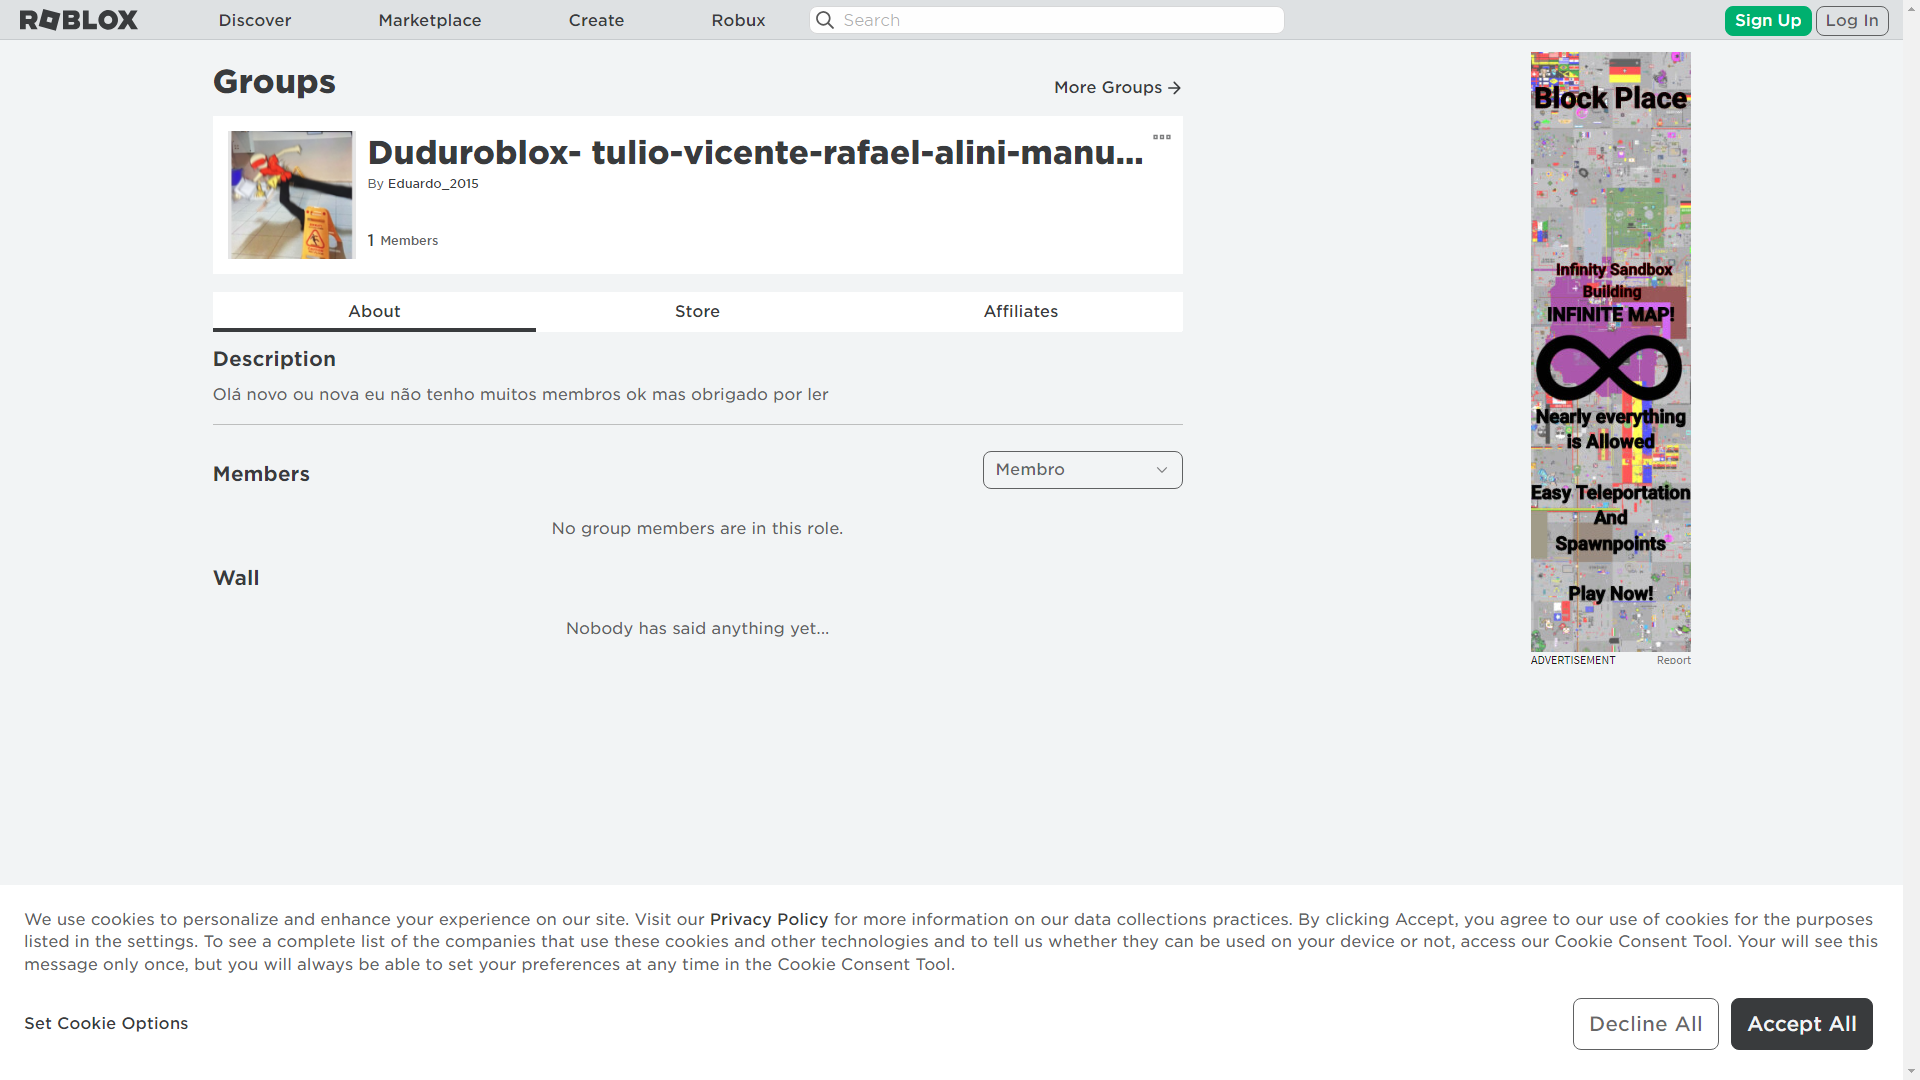 ROBLOX Discover Marketplace Create Robux Search Sign Up Log In
Groups
More Groups
Duduroblox- tulio-vicente-rafael-alini-manu...
By Eduardo_2015
1 Members
About Store Affiliates
Description
Olá novo ou nova eu não tenho muitos membros ok mas obrigado por ler
Members
Membro
No group members are in this role.
Wall
Nobody has said anything yet...
Block Place
Infinity Sandbox
Building
INFINITE MAP!
Nearly everything
is Allowed
Easy Teleportation
And
Spawnpoints
Play Now!
ADVERTISEMENT Report
We use cookies to personalize and enhance your experience on our site. Visit our Privacy Policy for more information on our data collections practices. By clicking Accept, you agree to our use of cookies for the purposes
listed in the settings. To see a complete list of the companies that use these cookies and other technologies and to tell us whether they can be used on your device or not, access our Cookie Consent Tool. Your will see this
message only once, but you will always be able to set your preferences at any time in the Cookie Consent Tool.
Set Cookie Options
Decline All
Accept All